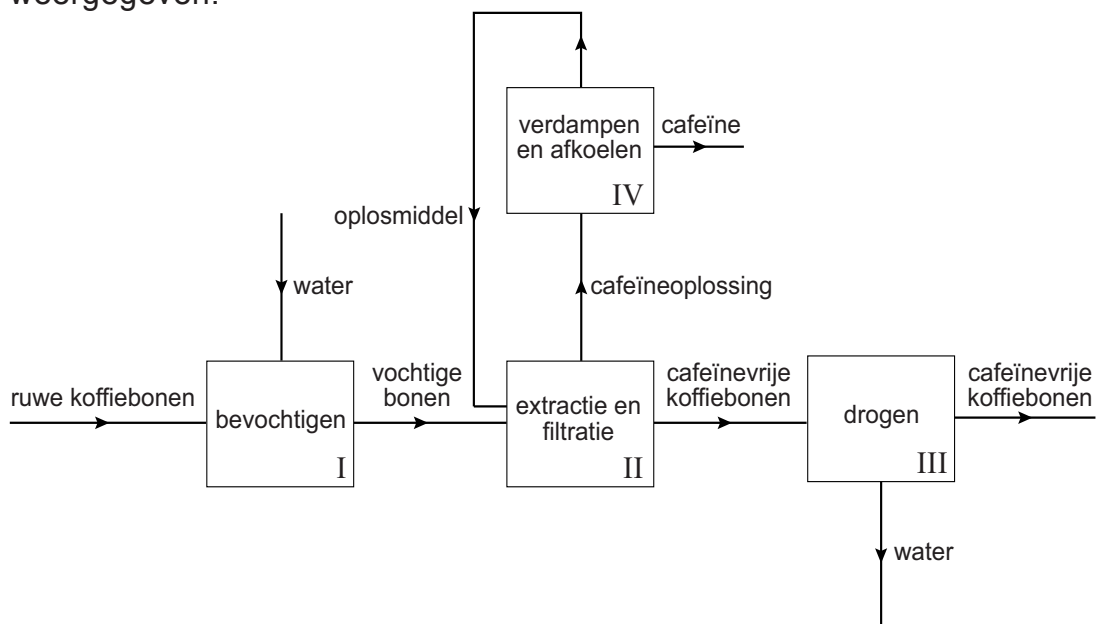 verdampen
en afkoelen
IV
cafeïne
oplosmiddel
water
cafeïneoplossing
ruwe koffiebonen
bevochtigen
I
vochtige
bonen
extractie en
filtratie
II
cafeïnevrije
koffiebonen
drogen
III
cafeïnevrije
koffiebonen
water